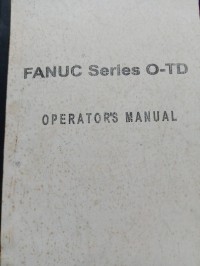 FANUC Series O-TD
OPERATOR'S MANUAL